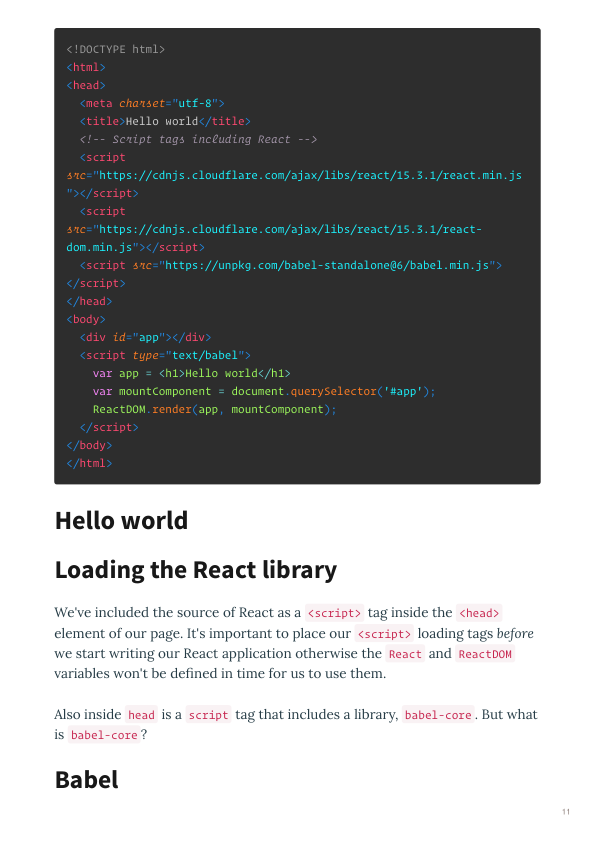 <!DOCTYPE html>
<html>
<head>
  <meta charset="utf-8">
  <title>Hello world</title>
  <!-- Script tags including React -->
  <script
src="https://cdnjs.cloudflare.com/ajax/libs/react/15.3.1/react.min.js
"></script>
  <script
src="https://cdnjs.cloudflare.com/ajax/libs/react/15.3.1/react-
dom.min.js"></script>
  <script src="https://unpkg.com/babel-standalone@6/babel.min.js">
</script>
</head>
<body>
  <div id="app"></div>
  <script type="text/babel">
    var app = <h1>Hello world</h1>
    var mountComponent = document.querySelector('#app');
    ReactDOM.render(app, mountComponent);
  </script>
</body>
</html>
Hello world
Loading the React library
We've included the source of React as a <script> tag inside the <head>
element of our page. It's important to place our <script> loading tags before
we start writing our React application otherwise the React and ReactDOM
variables won't be defined in time for us to use them.
Also inside head is a script tag that includes a library, babel-core. But what
is babel-core?
Babel
11